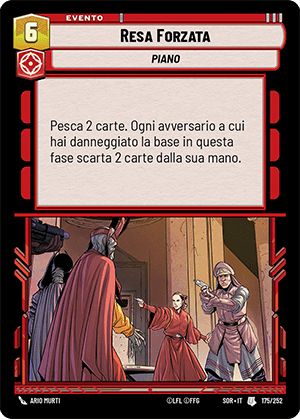 EVENTO
6
RESA FORZATA
PIANO
Pesca 2 carte. Ogni avversario a cui
hai danneggiato la base in questa
fase scarta 2 carte dalla sua mano.
ARIO MURTI
©LFL ©FFG
SOR • IT
175/252